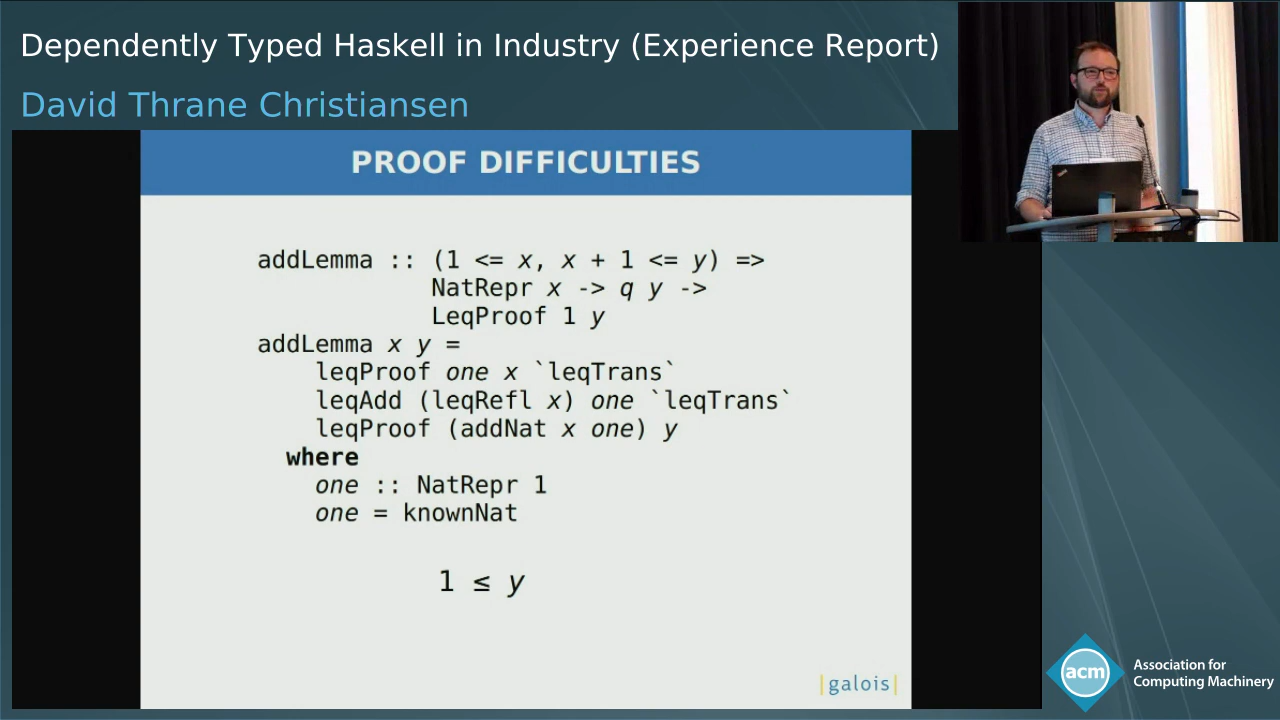 Dependently Typed Haskell in Industry (Experience Report)
David Thrane Christiansen
PROOF DIFFICULTIES
addLemma :: (1 <= x, x + 1 <= y) =>
NatRepr x -> q y ->
LeqProof 1 y
addLemma x y =
leqProof one x `leqTrans`
leqAdd (leqRefl x) one `leqTrans`
leqProof (addNat x one) y
where
one :: NatRepr 1
one = knownNat
1 ≤ y
|galois|
acm
Association for
Computing Machinery